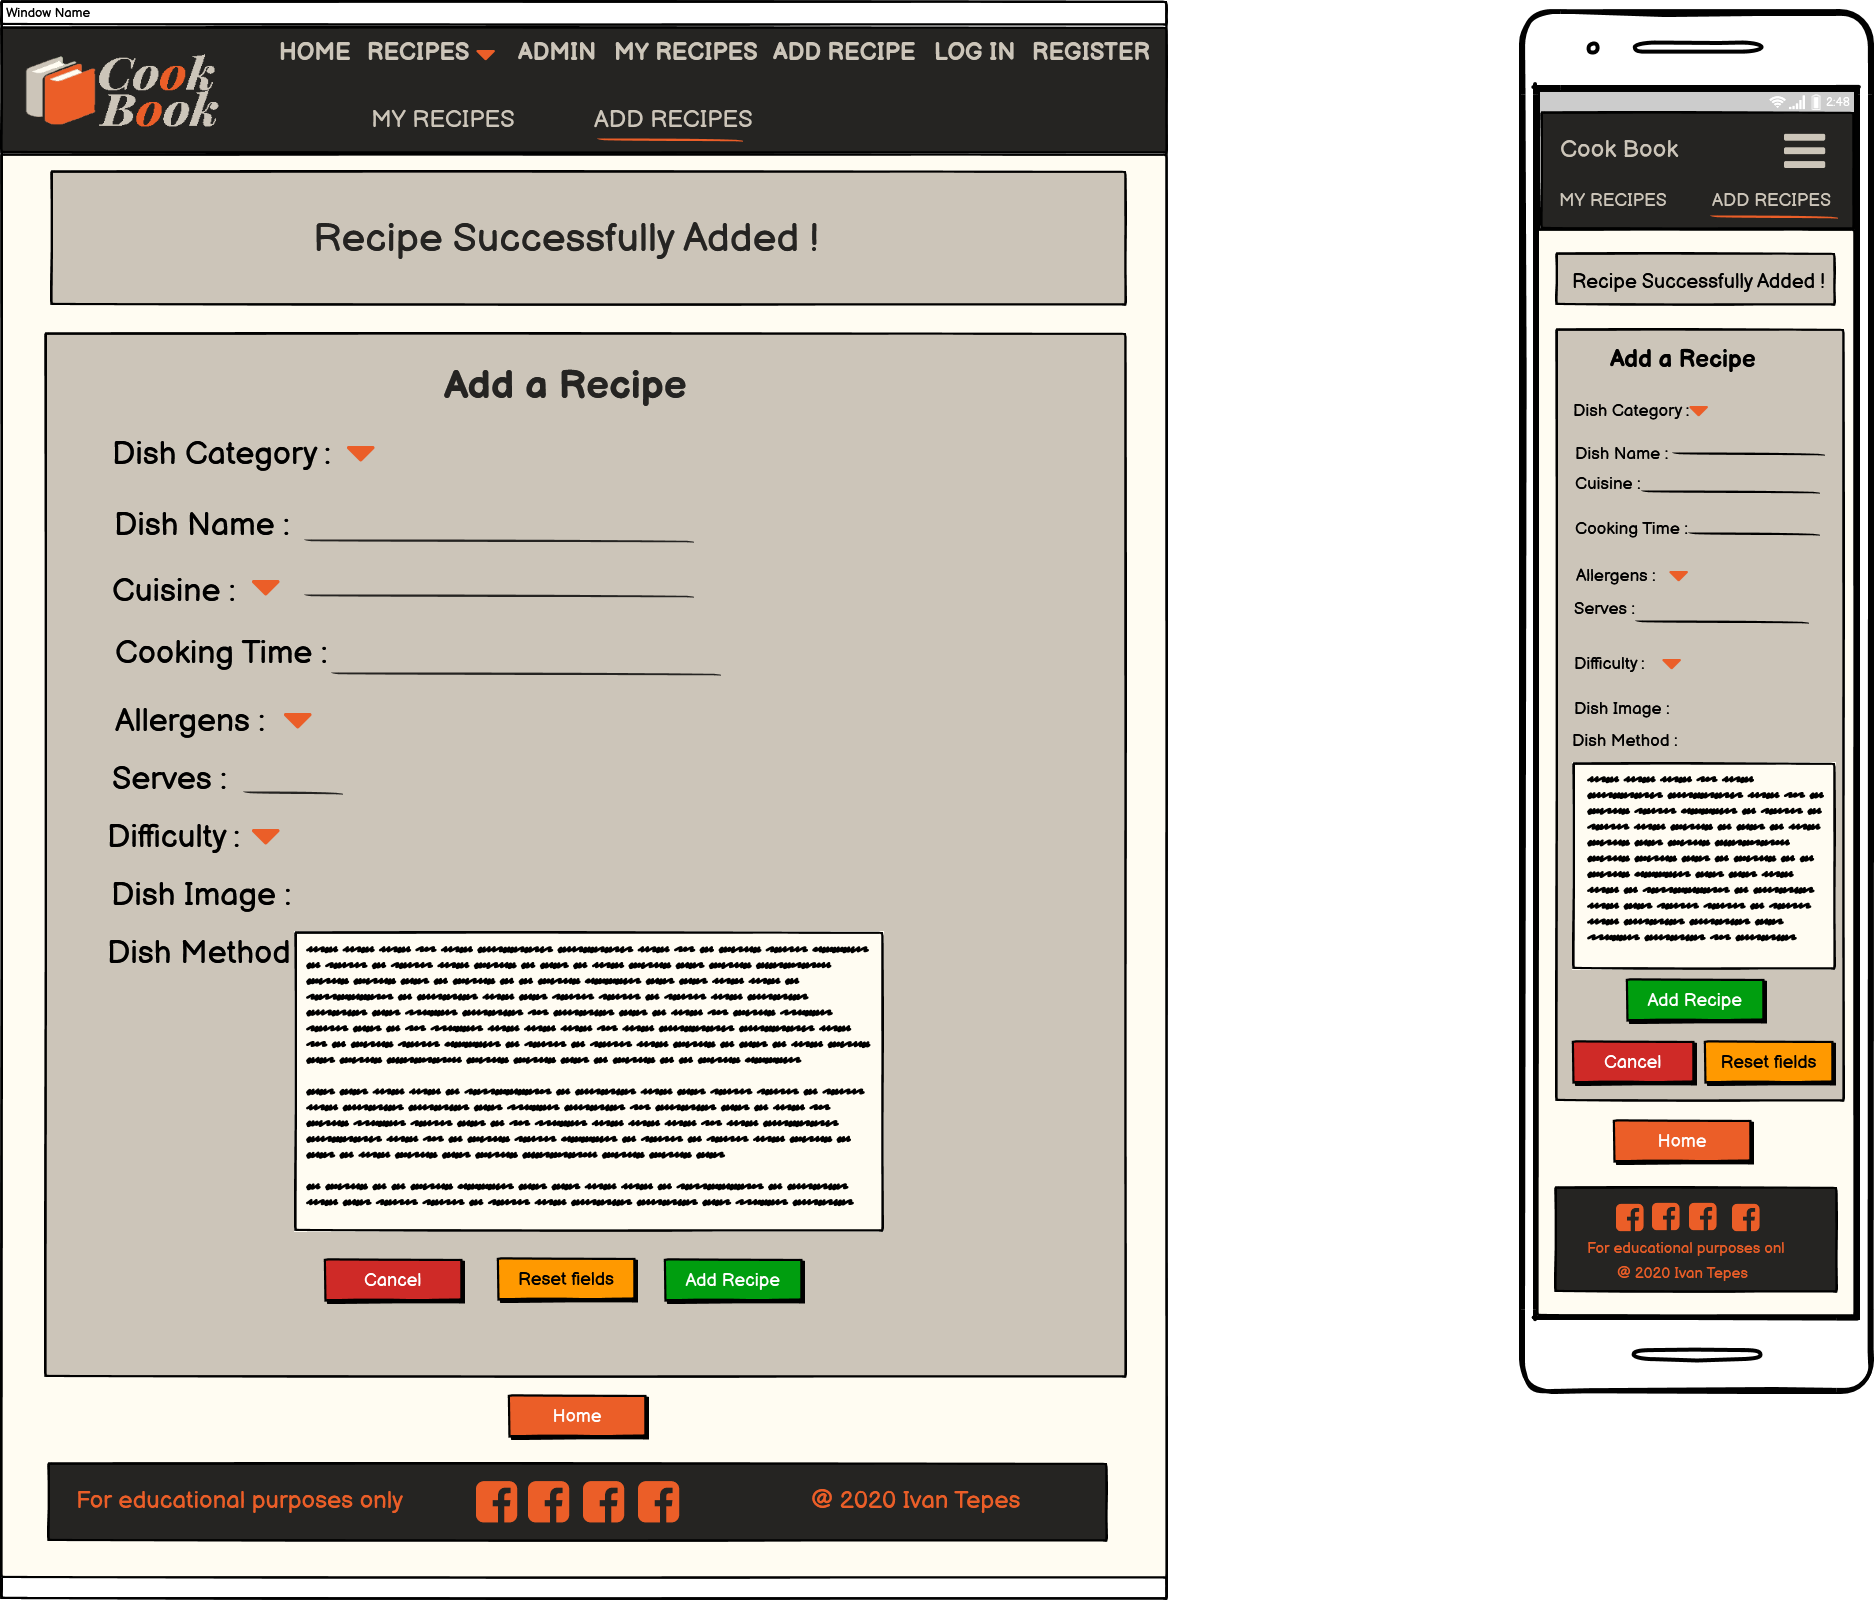 Window Name
HOME RECIPES ADMIN MY RECIPES ADD RECIPE LOG IN REGISTER
Cook
Book
MY RECIPES ADD RECIPES
Recipe Successfully Added !
Add a Recipe
Dish Category :
Dish Name :
Cuisine :
Cooking Time :
Allergens :
Serves :
Difficulty :
Dish Image :
Dish Method
Cancel Reset fields Add Recipe
Home
For educational purposes only @ 2020 Ivan Tepes
2:48
Cook Book
MY RECIPES ADD RECIPES
Recipe Successfully Added !
Add a Recipe
Dish Category :
Dish Name :
Cuisine :
Cooking Time :
Allergens :
Serves :
Difficulty :
Dish Image :
Dish Method :
Add Recipe
Cancel Reset fields
Home
For educational purposes onl
@ 2020 Ivan Tepes